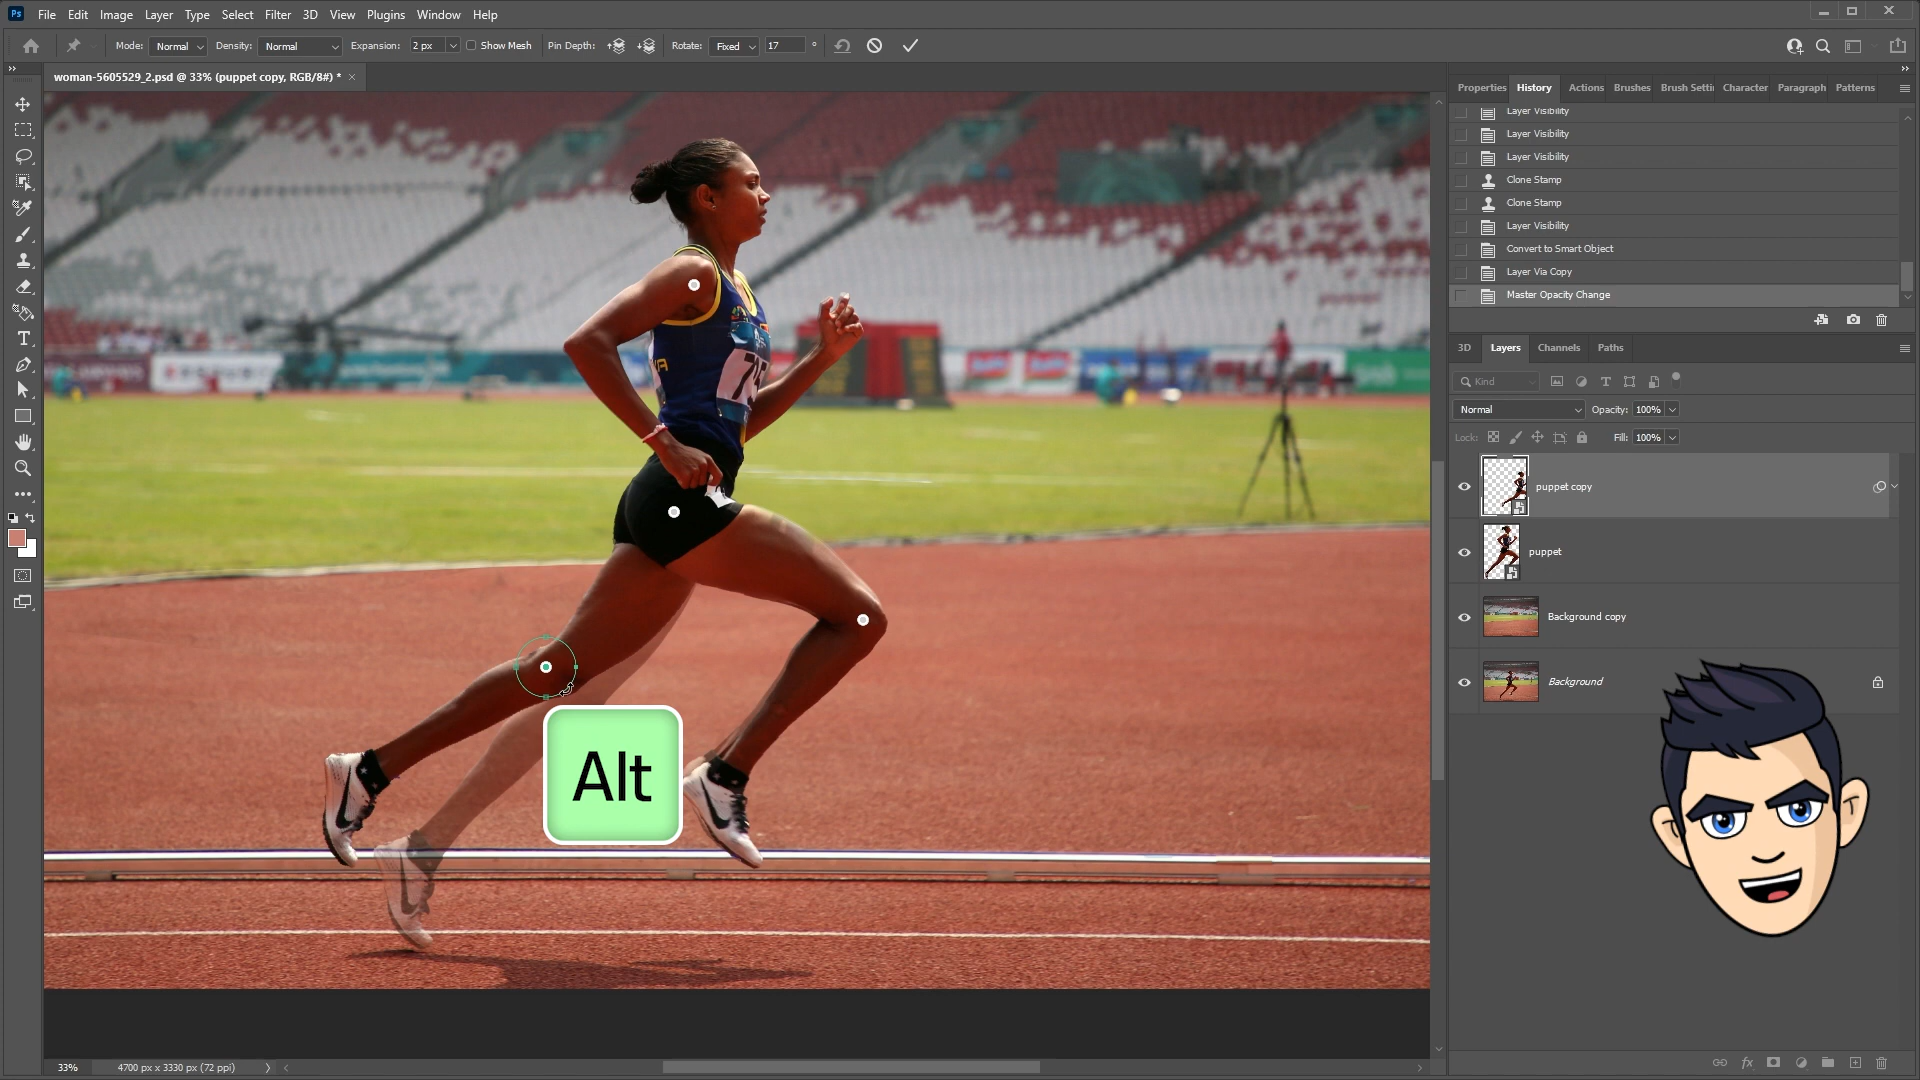 Ps File Edit Image Layer Type Select Filter 3D View Plugins Window Help
Mode: Normal Density: Normal Expansion: 2 px Show Mesh Pin Depth: Rotate: Fixed 17 °
woman-5605529_2.psd @ 33% (puppet copy, RGB/8#) * ×
Properties History Actions Brushes Brush Setti Character Paragraph Patterns
Layer Visibility
Layer Visibility
Layer Visibility
Clone Stamp
Clone Stamp
Layer Visibility
Convert to Smart Object
Layer Via Copy
Master Opacity Change
3D Layers Channels Paths
Kind
Normal Opacity: 100%
Lock: Fill: 100%
puppet copy
puppet
Background copy
Background
Alt
33% 4700 px x 3330 px (72 ppi)